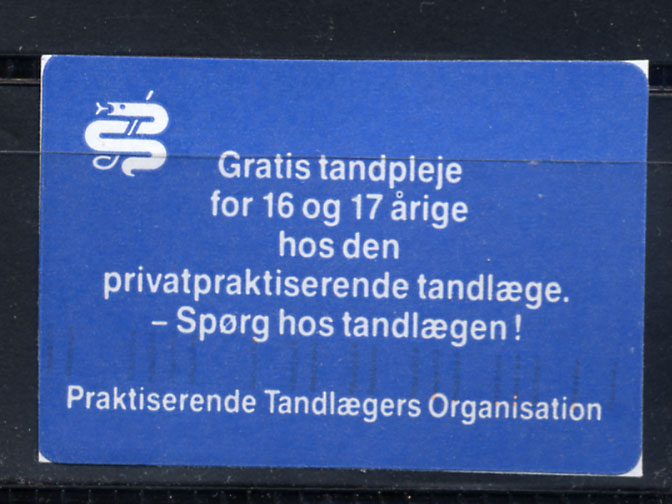 Gratis tandpleje
for 16 og 17 årige
hos den
privatpraktiserende tandlæge.
– Spørg hos tandlægen!
Praktiserende Tandlægers Organisation